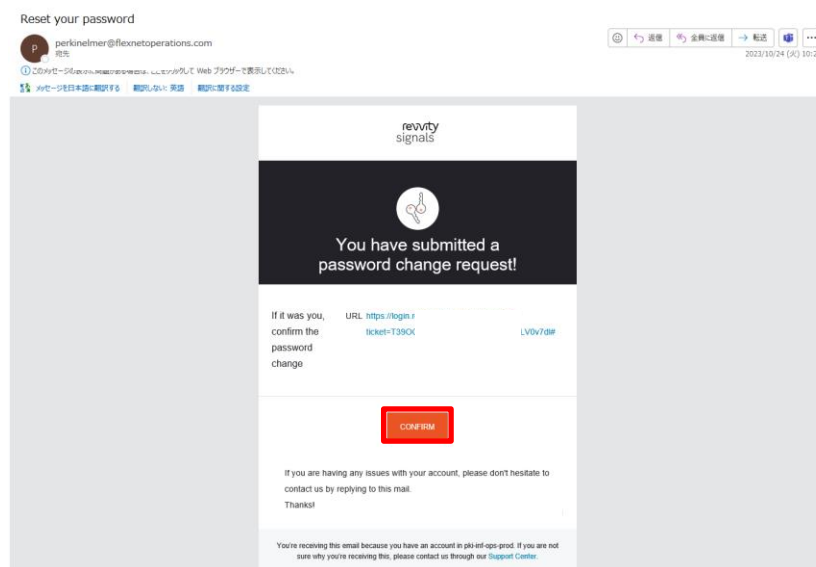 Reset your password
P
perkinelmer@flexnetoperations.com
宛先
返信
全員に返信
転送
2023/10/24 (火) 10:2
Web ブラウザーで表示してください。
メッセージを日本語に翻訳する
翻訳しない: 英語
翻訳に関する設定
revvity
signals
You have submitted a
password change request!
If it was you,
confirm the
password
change
URL https://login.r
ticket=T39O
LV0v7dl#
CONFIRM
If you are having any issues with your account, please don't hesitate to
contact us by replying to this mail.
Thanks!
You're receiving this email because you have an account in pki-inf-ops-prod. If you are not
sure why you're receiving this, please contact us through our Support Center.